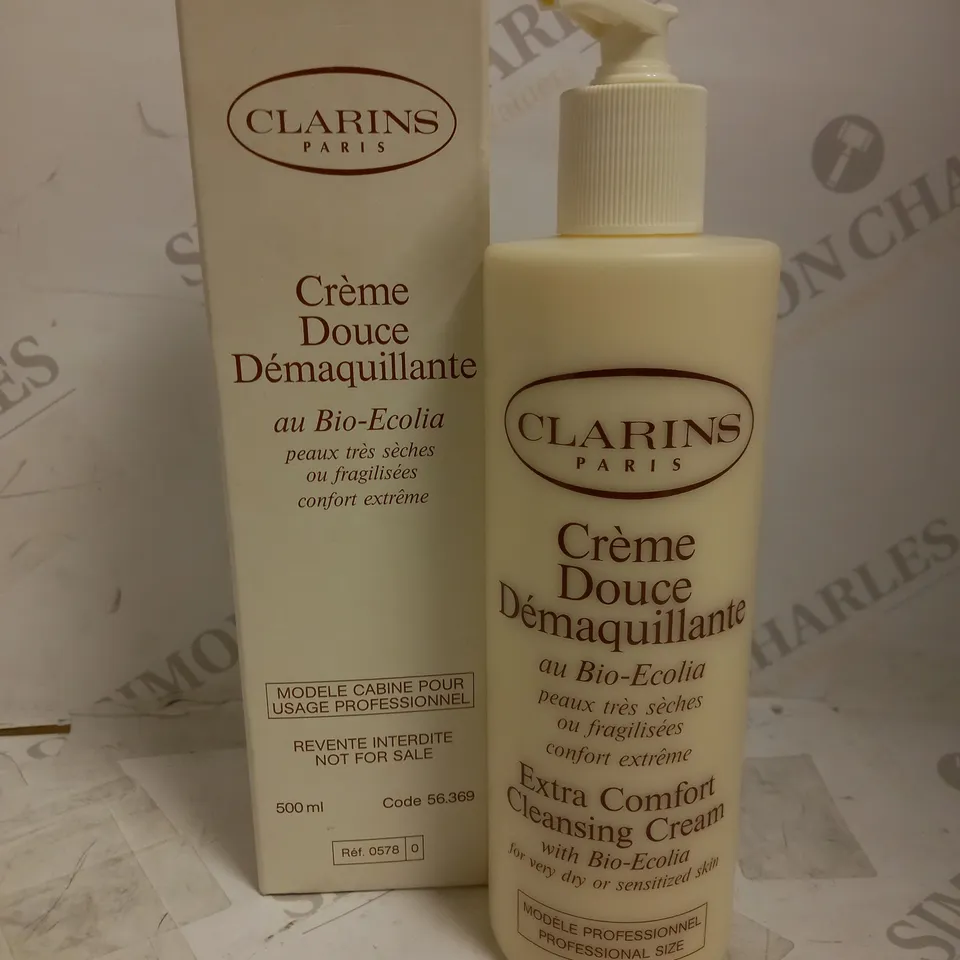 CLARINS
PARIS
Crème
Douce
Démaquillante
au Bio-Ecolia
peaux très sèches
ou fragilisées
confort extrême
MODELE CABINE POUR
USAGE PROFESSIONNEL
REVENTE INTERDITE
NOT FOR SALE
500 ml Code 56.369
Réf. 0578 0
CLARINS
PARIS
Crème
Douce
Démaquillante
au Bio-Ecolia
peaux très sèches
ou fragilisées
confort extrême
Extra Comfort
Cleansing Cream
with Bio-Ecolia
for very dry or sensitized skin
MODÈLE PROFESSIONNEL
PROFESSIONAL SIZE
SIMON CHARLES